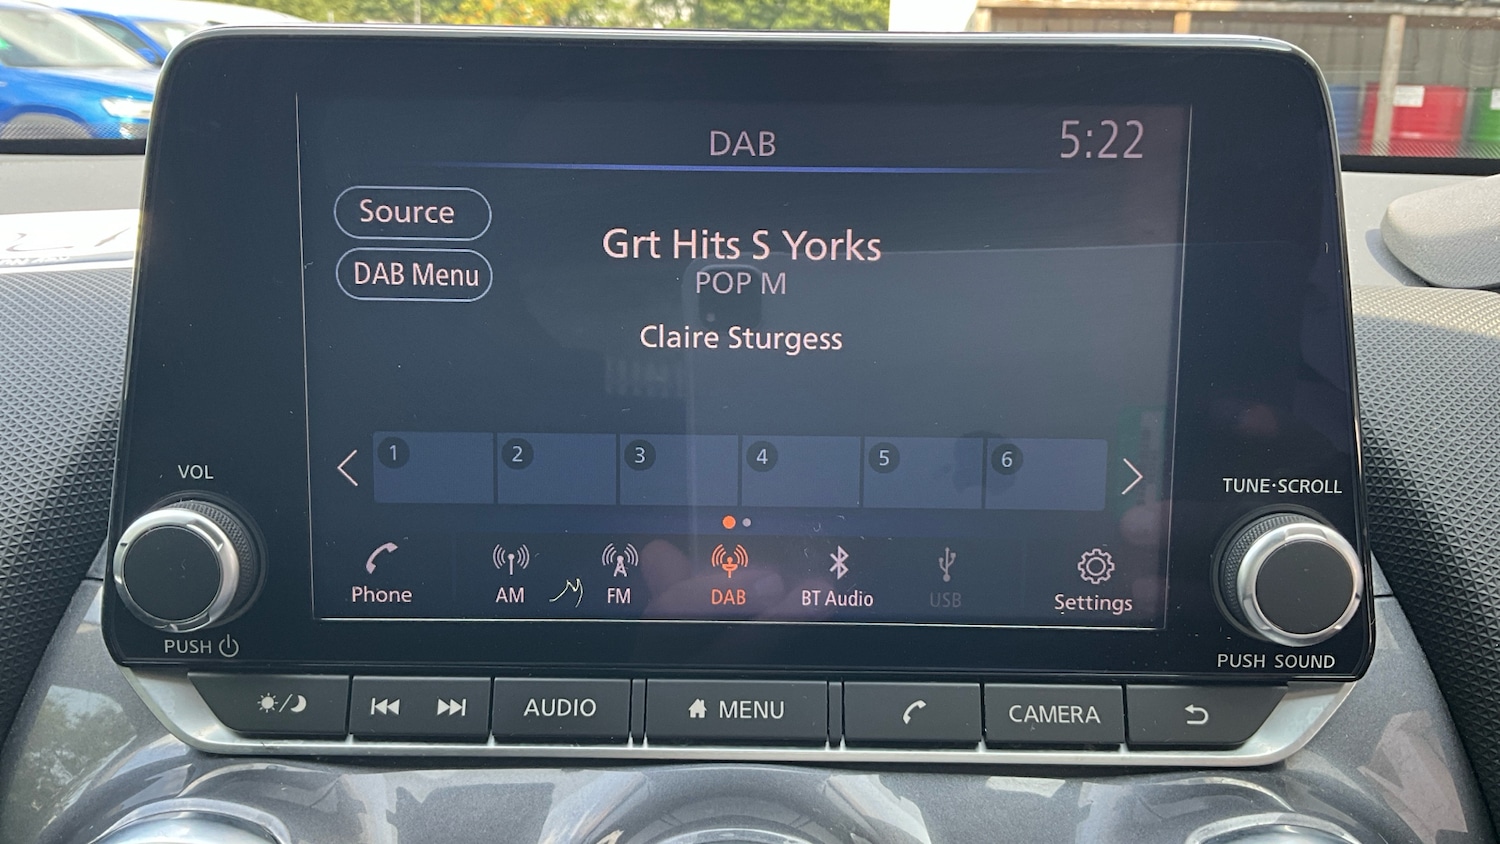 DAB
5:22
Source
Grt Hits S Yorks
DAB Menu
POP M
Claire Sturgess
1 2 3 4 5 6
VOL
TUNE·SCROLL
Phone
AM
FM
DAB
BT Audio
USB
Settings
PUSH
PUSH SOUND
AUDIO
MENU
CAMERA